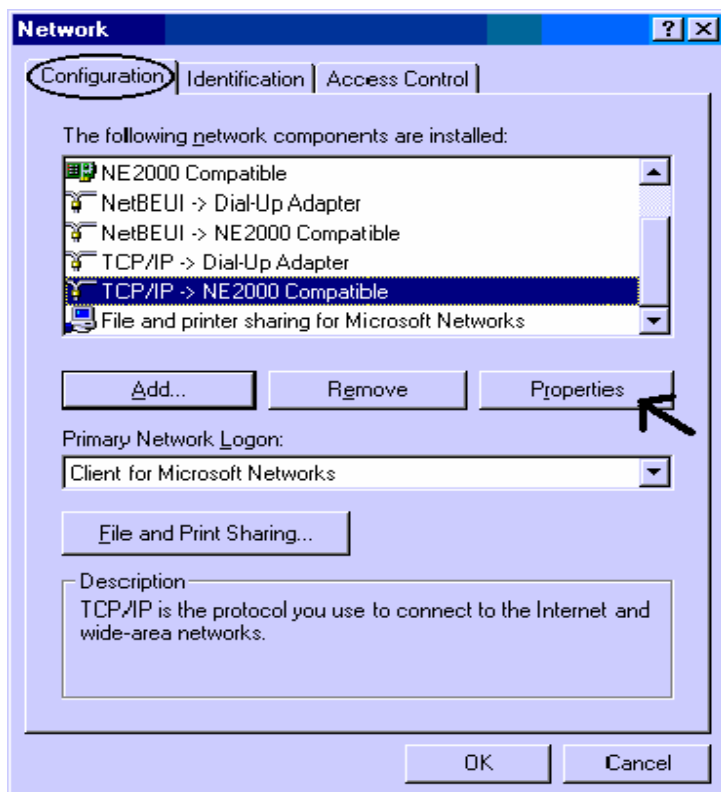 Network
Configuration Identification Access Control
The following network components are installed:
NE2000 Compatible
NetBEUI -> Dial-Up Adapter
NetBEUI -> NE2000 Compatible
TCP/IP -> Dial-Up Adapter
TCP/IP -> NE2000 Compatible
File and printer sharing for Microsoft Networks
Add... Remove Properties
Primary Network Logon:
Client for Microsoft Networks
File and Print Sharing...
Description
TCP/IP is the protocol you use to connect to the Internet and
wide-area networks.
OK Cancel